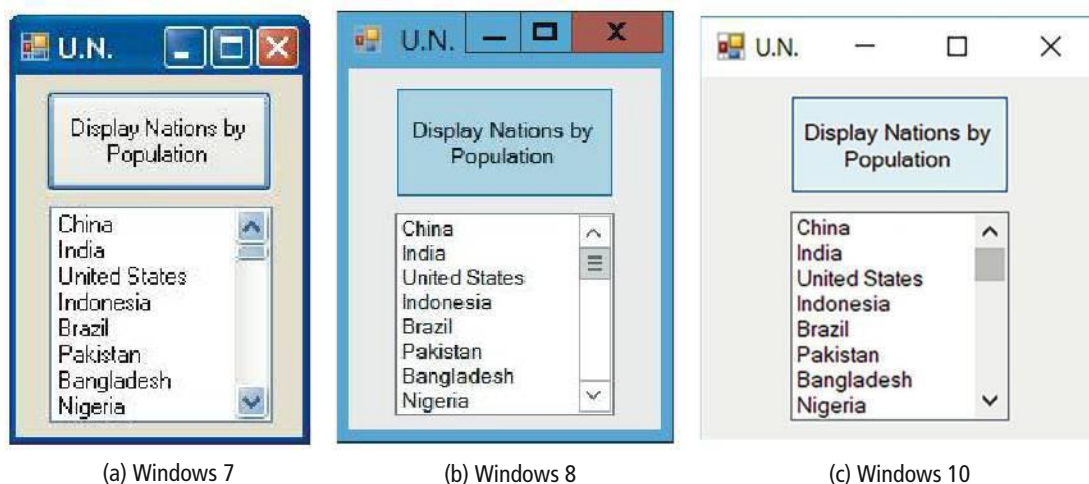 U.N.
Display Nations by
Population
China
India
United States
Indonesia
Brazil
Pakistan
Bangladesh
Nigeria
(a) Windows 7
U.N.
Display Nations by
Population
China
India
United States
Indonesia
Brazil
Pakistan
Bangladesh
Nigeria
(b) Windows 8
U.N.
Display Nations by
Population
China
India
United States
Indonesia
Brazil
Pakistan
Bangladesh
Nigeria
(c) Windows 10